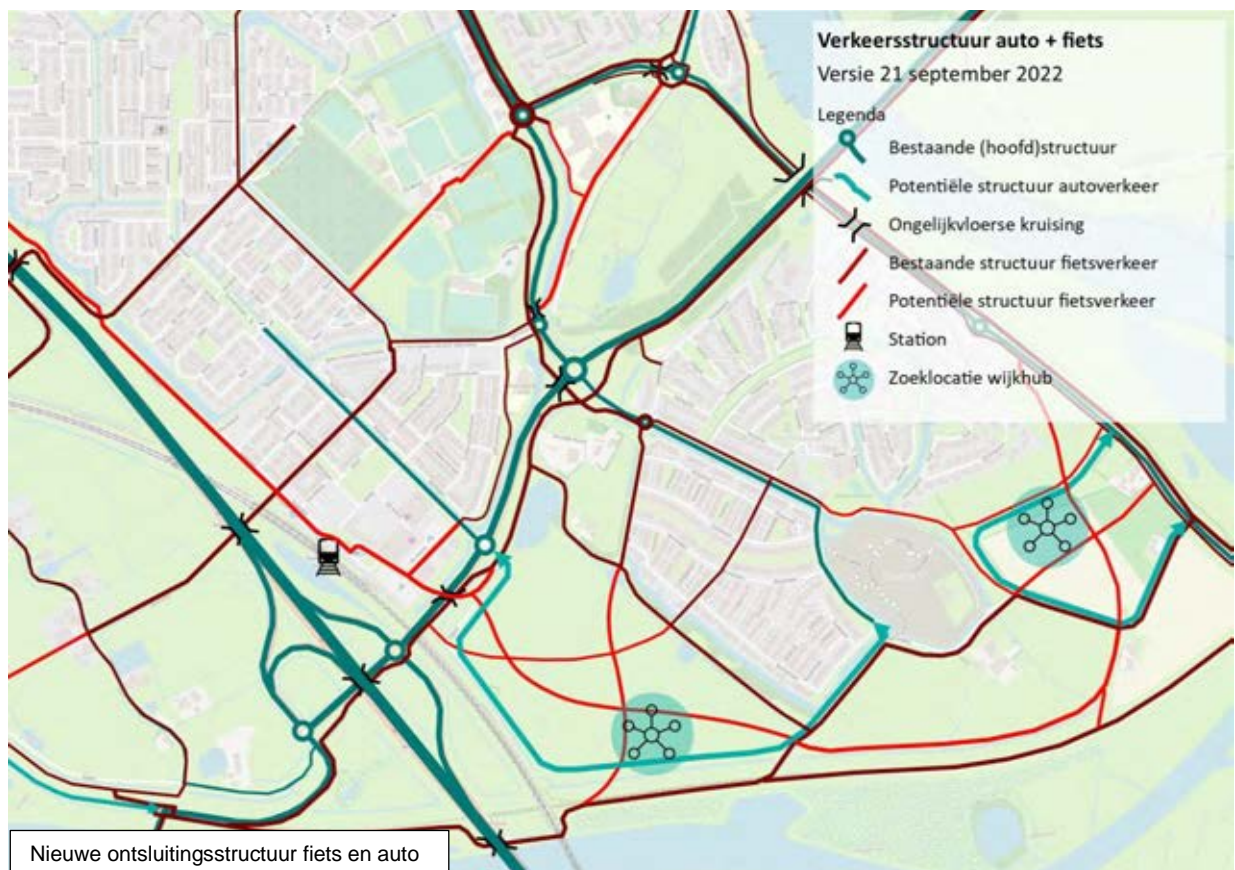 Verkeersstructuur auto + fiets
Versie 21 september 2022
Legenda
Bestaande (hoofd)structuur
Potentiële structuur autoverkeer
Ongelijkvloerse kruising
Bestaande structuur fietsverkeer
Potentiële structuur fietsverkeer
Station
Zoeklocatie wijkhub
Nieuwe ontsluitingsstructuur fiets en auto